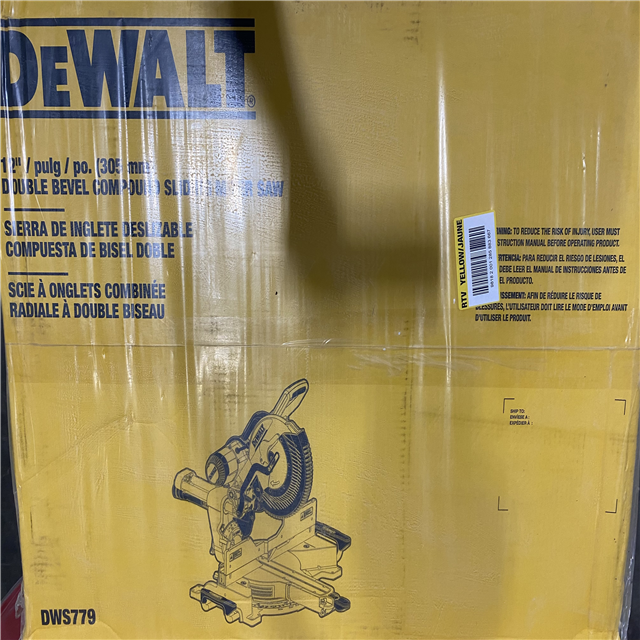 DEWALT
12" / pulg / po. (305 mm)
DOUBLE BEVEL COMPOUND SAW
SIERRA DE INGLETE DESLIZABLE
COMPUESTA DE BISEL DOBLE
SCIE À ONGLETS COMBINÉE
RADIALE À DOUBLE BISEAU
RTV YELLOW/JAUNE
TO REDUCE THE RISK OF INJURY, USER MUST
INSTRUCTION MANUAL BEFORE OPERATING PRODUCT.
PARA REDUCIR EL RIESGO DE LESIONES, EL
DEBE LEER EL MANUAL DE INSTRUCCIONES ANTES DE
EL PRODUCTO.
AFIN DE RÉDUIRE LE RISQUE DE
L'UTILISATEUR DOIT LIRE LE MODE D'EMPLOI AVANT
D'UTILISER LE PRODUIT.
SHIP TO:
ENVÍESE A:
EXPÉDIER À:
DEWALT
DWS779